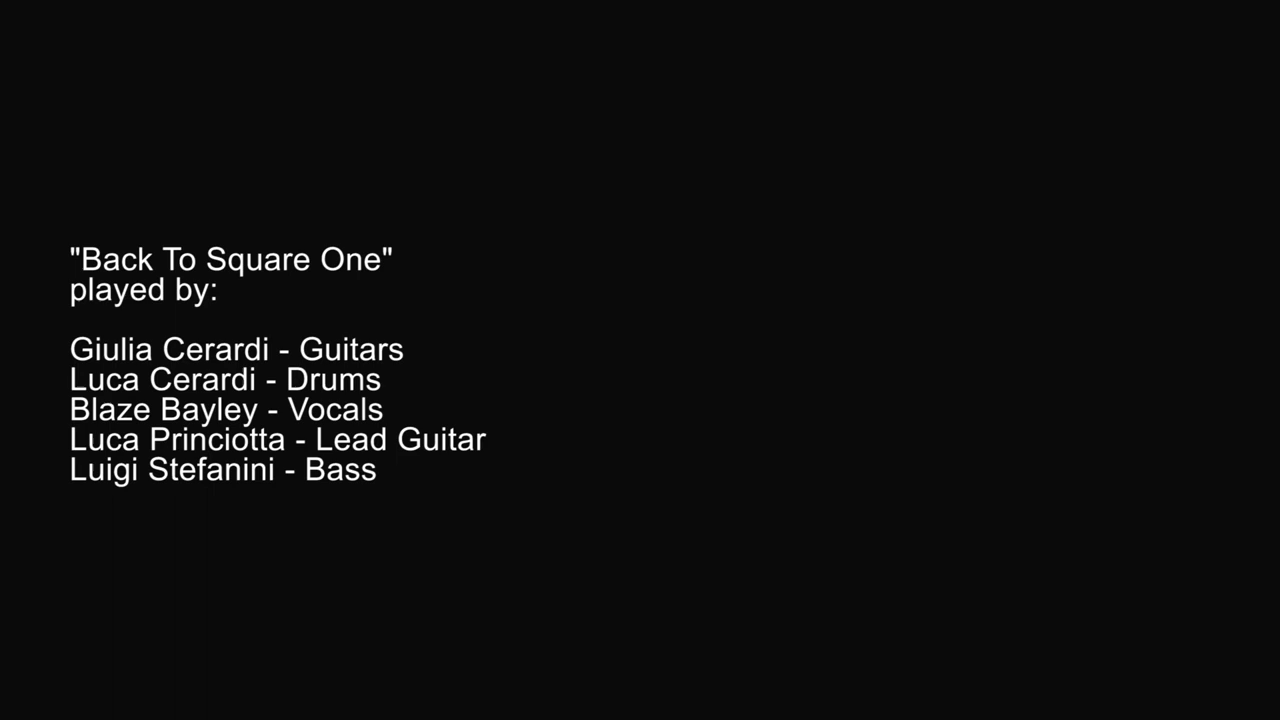 "Back To Square One"
played by:
Giulia Cerardi - Guitars
Luca Cerardi - Drums
Blaze Bayley - Vocals
Luca Princiotta - Lead Guitar
Luigi Stefanini - Bass